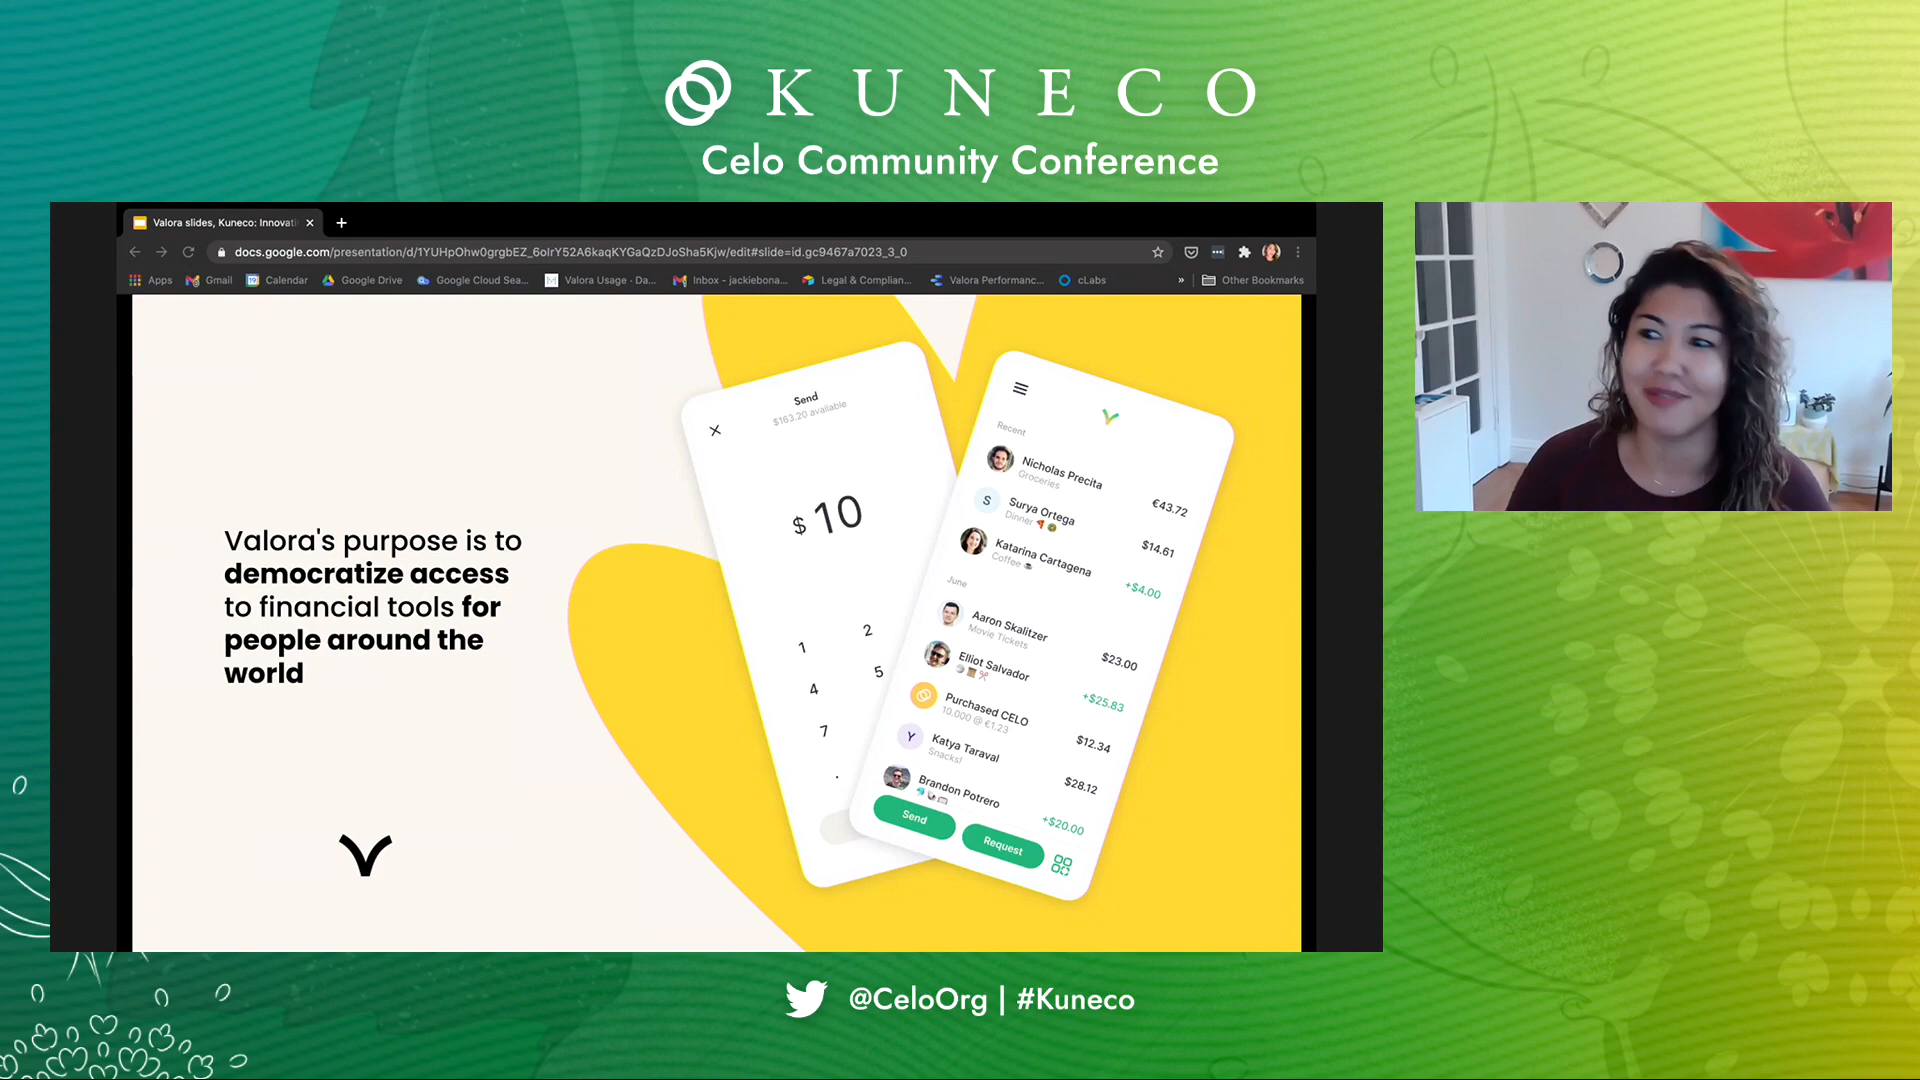 KUNECO
Celo Community Conference
Valora slides, Kuneco: Innovati
docs.google.com/presentation/d/1YUHpOhw0grgbEZ_6oIrY52A6kaqKYGaQzDJoSha5Kjw/edit#slide=id.gc9467a7023_3_0
Apps Gmail Calendar Google Drive Google Cloud Sea... Valora Usage - Da... Inbox - jackiebona... Legal & Complian... Valora Performanc... cLabs » Other Bookmarks
Valora's purpose is to
democratize access
to financial tools for
people around the
world
Send
$163.20 available
$10
1 2
4 5
7
.
Recent
Nicholas Precita €43.72
Groceries
Surya Ortega $14.61
Dinner
Katarina Cartagena +$4.00
Coffee
June
Aaron Skalitzer $23.00
Movie Tickets
Elliot Salvador +$25.83
Purchased CELO $12.34
10.000 @ €1.23
Katya Taraval $28.12
Snacks!
Brandon Potrero +$20.00
Send Request
S
Y
@CeloOrg | #Kuneco